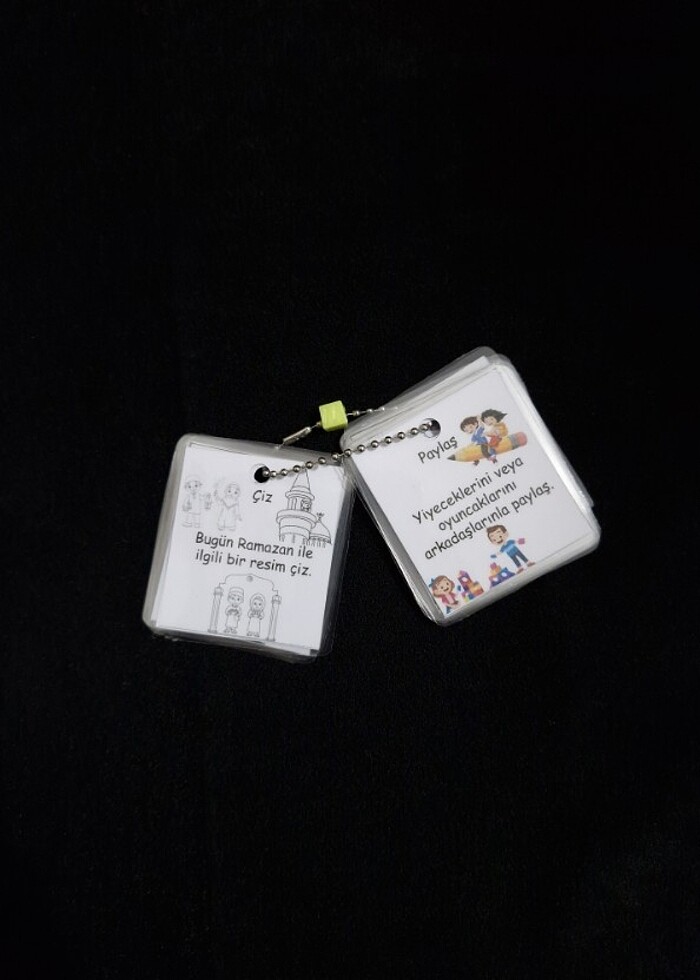 Çiz
Bugün Ramazan ile
ilgili bir resim çiz.
Paylaş
Yiyeceklerini veya
oyuncaklarını
arkadaşlarınla paylaş.